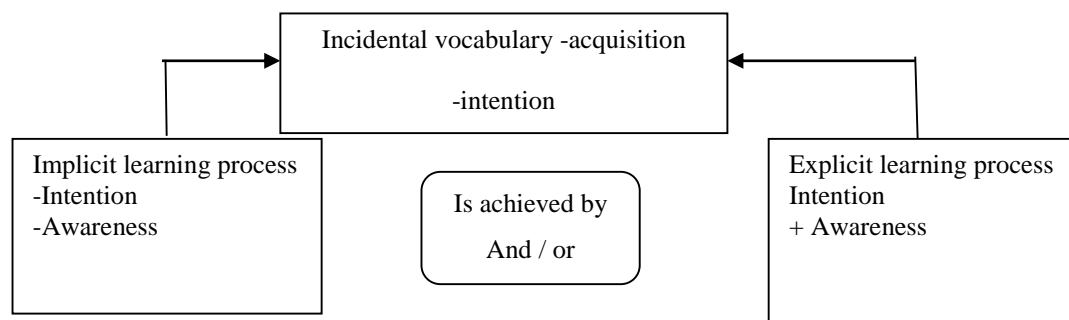 Incidental vocabulary -acquisition
-intention
Implicit learning process
-Intention
-Awareness
Is achieved by
And / or
Explicit learning process
Intention
+ Awareness